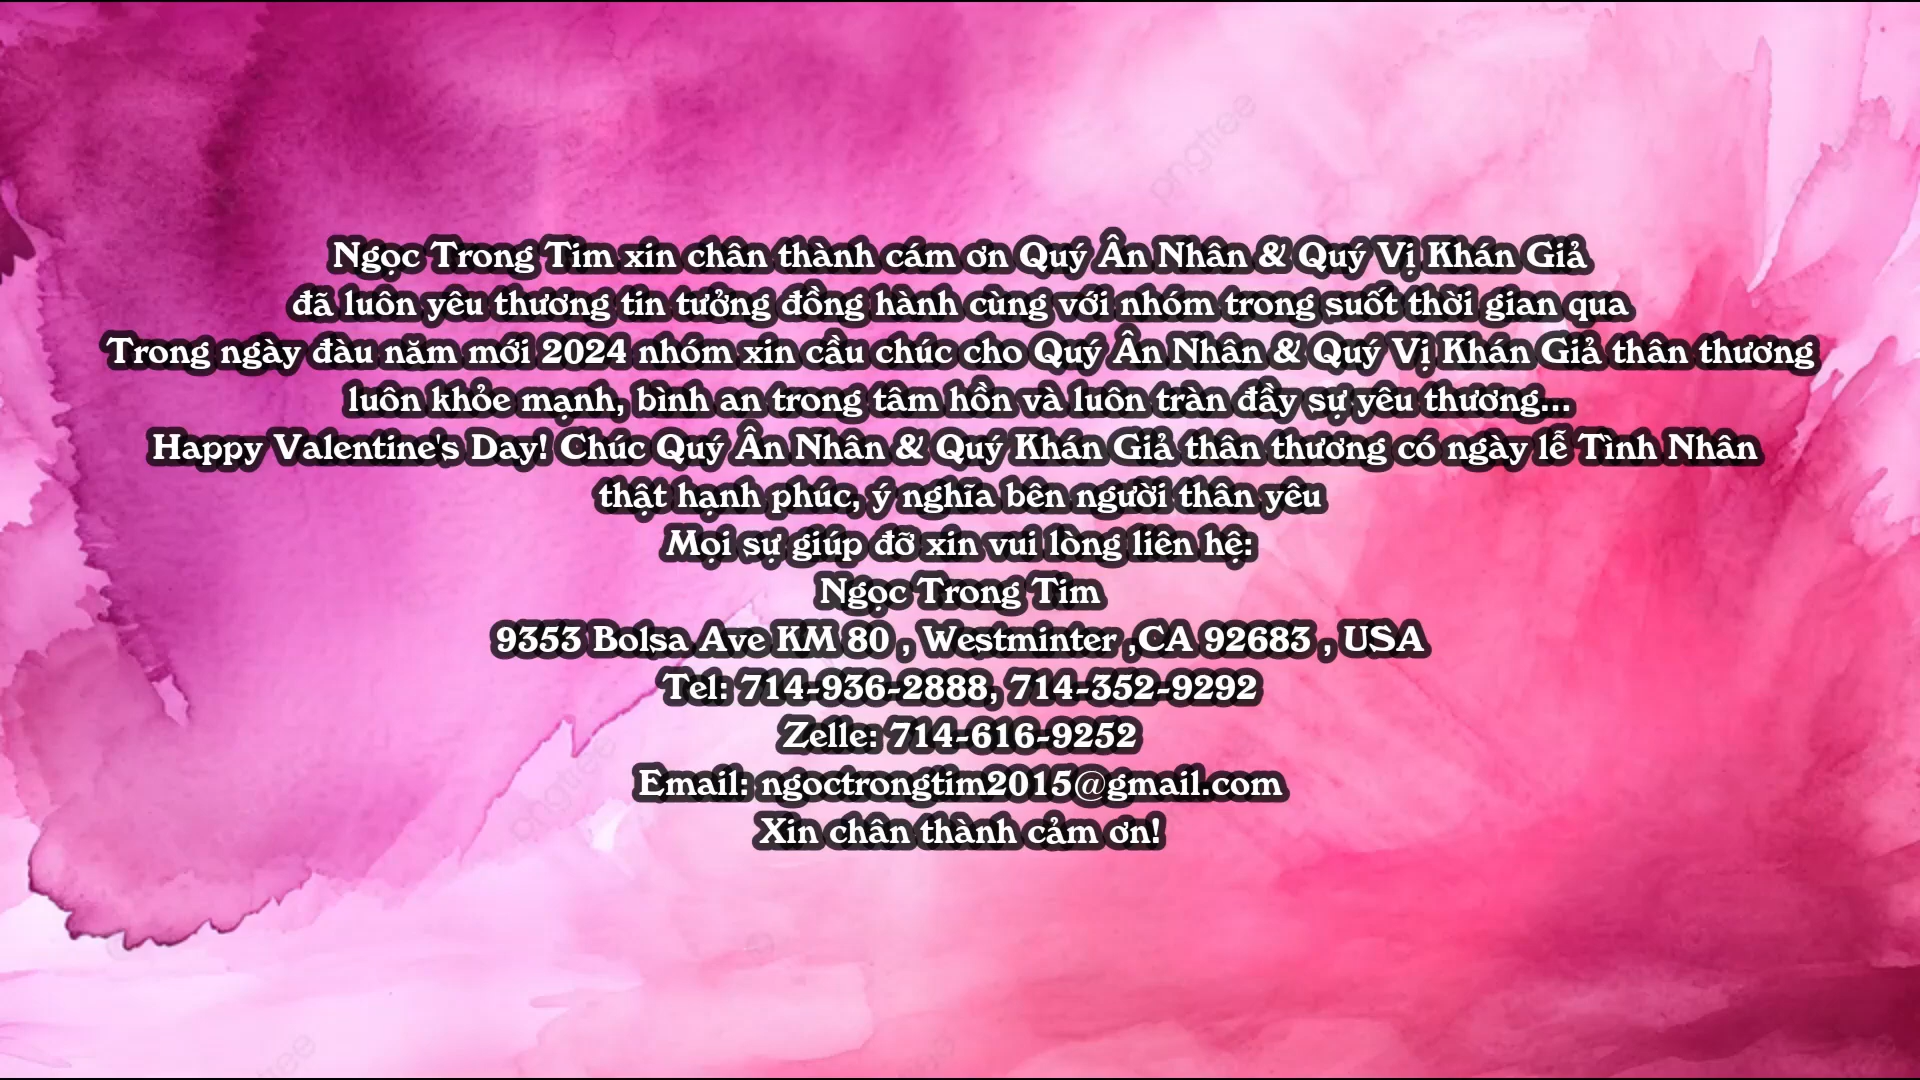 Ngọc Trong Tim xin chân thành cám ơn Quý Ân Nhân & Quý Vị Khán Giả
đã luôn yêu thương tin tưởng đồng hành cùng với nhóm trong suốt thời gian qua
Trong ngày đàu năm mới 2024 nhóm xin cầu chúc cho Quý Ân Nhân & Quý Vị Khán Giả thân thương
luôn khỏe mạnh, bình an trong tâm hồn và luôn tràn đầy sự yêu thương...
Happy Valentine's Day! Chúc Quý Ân Nhân & Quý Khán Giả thân thương có ngày lễ Tình Nhân
thật hạnh phúc, ý nghĩa bên người thân yêu
Mọi sự giúp đỡ xin vui lòng liên hệ:
Ngọc Trong Tim
9353 Bolsa Ave KM 80 , Westminter ,CA 92683 , USA
Tel: 714-936-2888, 714-352-9292
Zelle: 714-616-9252
Email: ngoctrongtim2015@gmail.com
Xin chân thành cảm ơn!
pngtree
pngtree